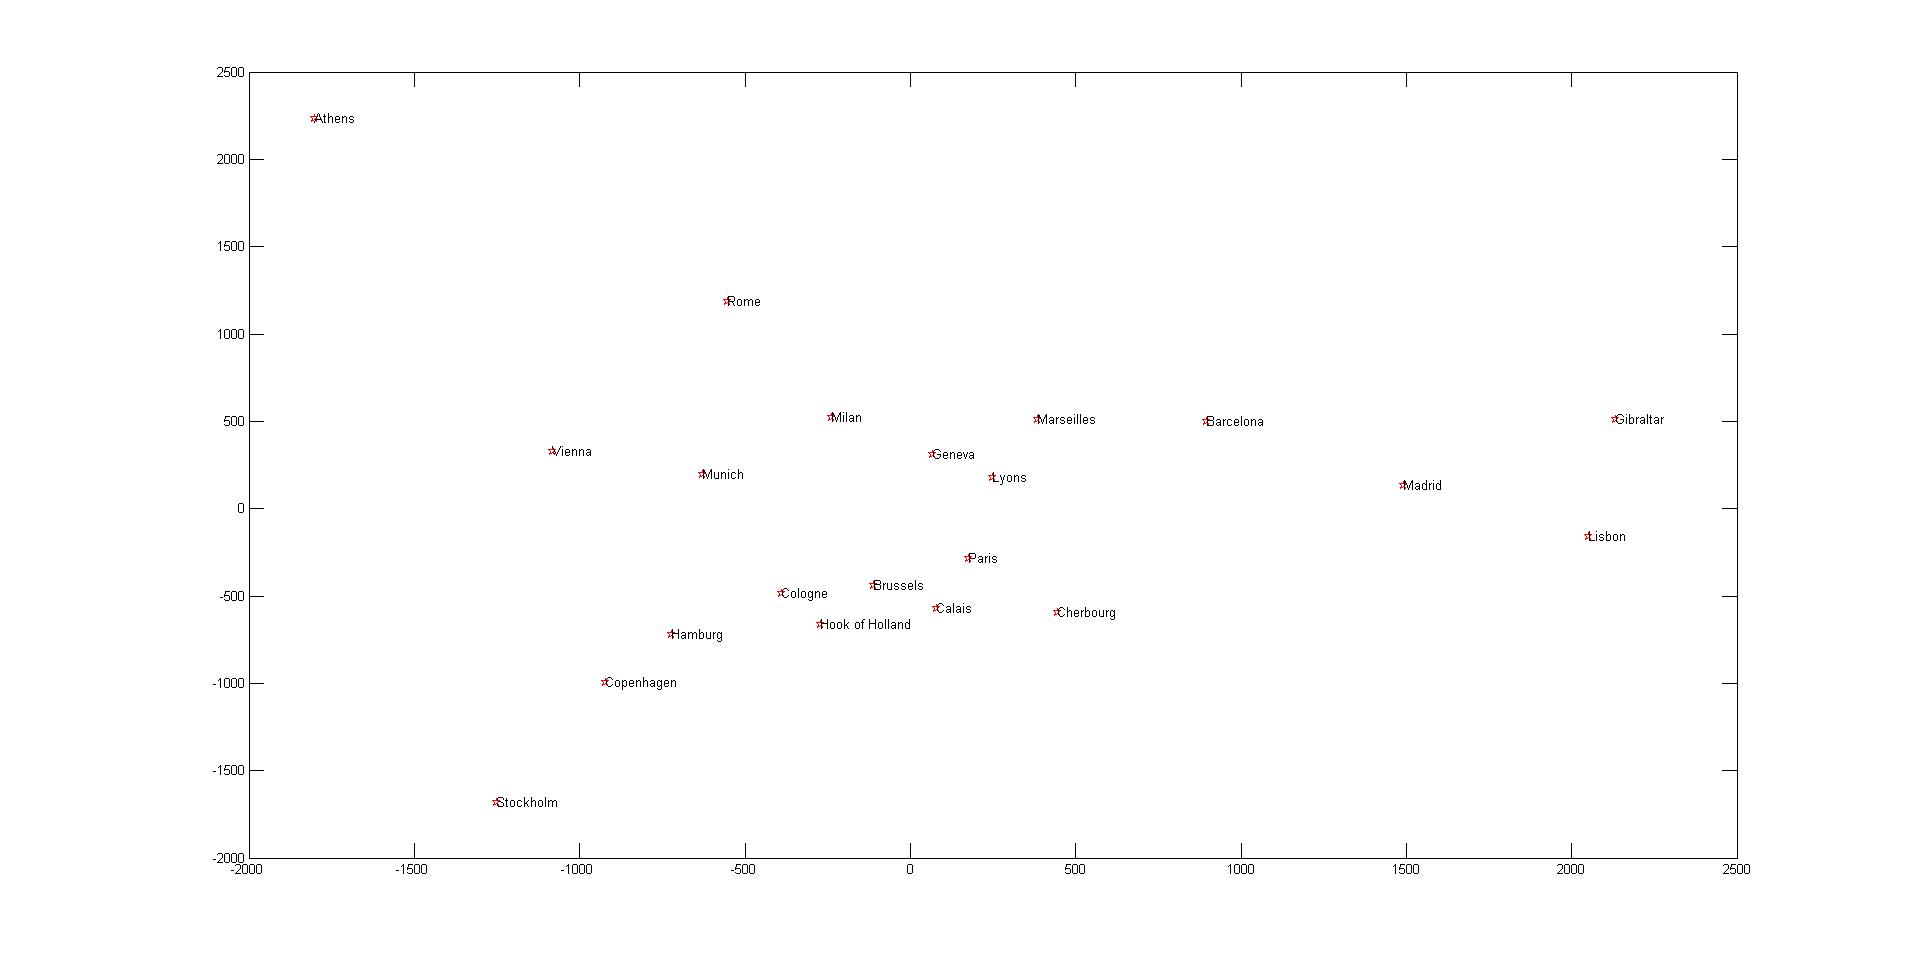 2500
Athens
2000
1500
Rome
1000
Milan
Marseilles
Barcelona
Gibraltar
500
Vienna
Geneva
Munich
Lyons
Madrid
0
Lisbon
Paris
Brussels
Cologne
-500
Calais
Cherbourg
Hook of Holland
Hamburg
Copenhagen
-1000
-1500
Stockholm
-2000
-2000 -1500 -1000 -500 0 500 1000 1500 2000 2500